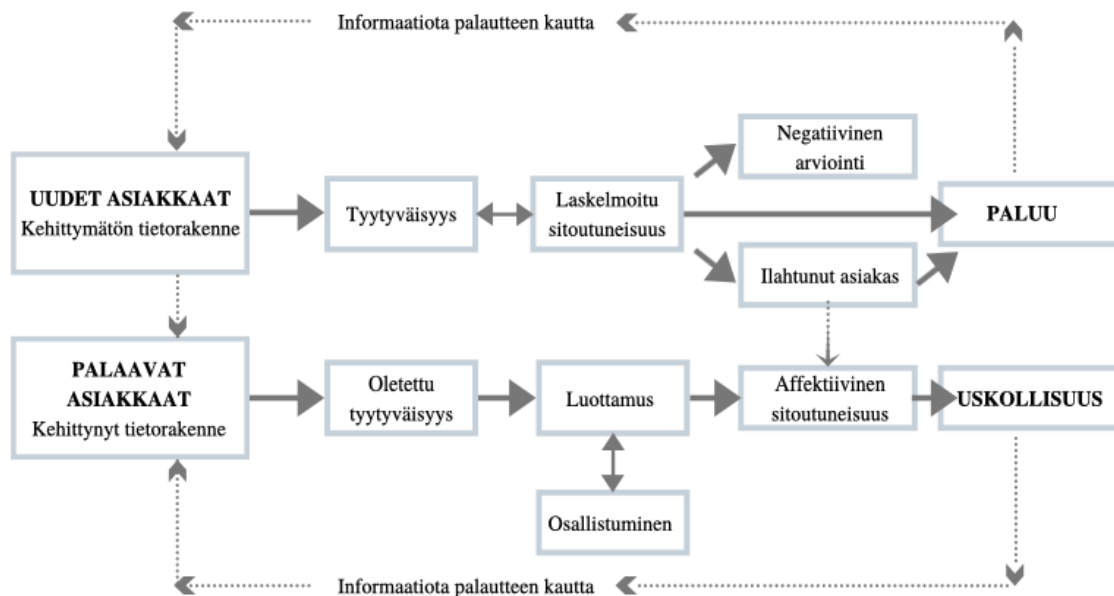 Informaatiota palautteen kautta
UUDET ASIAKKAAT
Kehittymätön tietorakenne
Tyytyväisyys
Laskelmoitu
sitoutuneisuus
Negatiivinen
arviointi
Ilahtunut asiakas
PALUU
PALAAVAT
ASIAKKAAT
Kehittynyt tietorakenne
Oletettu
tyytyväisyys
Luottamus
Affektiivinen
sitoutuneisuus
USKOLLISUUS
Osallistuminen
Informaatiota palautteen kautta